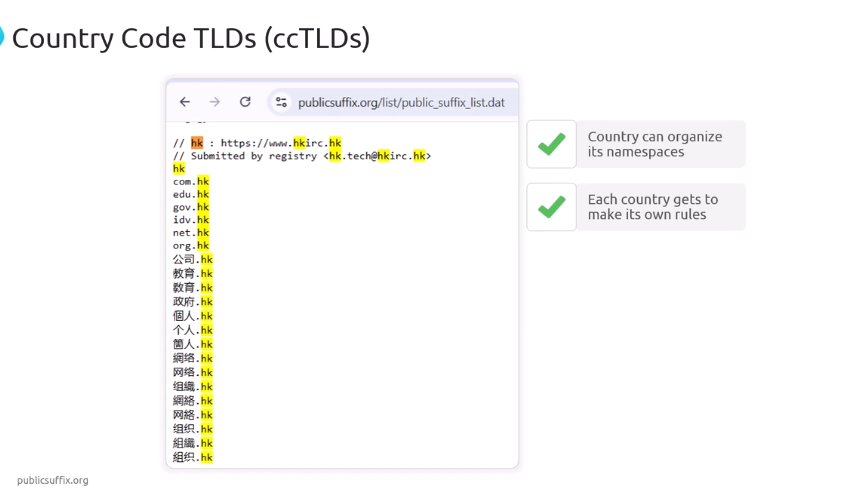 Country Code TLDs (ccTLDs)
publicsuffix.org/list/public_suffix_list.dat
// hk : https://www.hkirc.hk
// Submitted by registry <hk.tech@hkirc.hk>
hk
com.hk
edu.hk
gov.hk
idv.hk
net.hk
org.hk
公司.hk
教育.hk
敎育.hk
政府.hk
個人.hk
个人.hk
箇人.hk
網络.hk
网络.hk
组織.hk
網絡.hk
网絡.hk
组织.hk
組織.hk
組织.hk
Country can organize
its namespaces
Each country gets to
make its own rules
publicsuffix.org